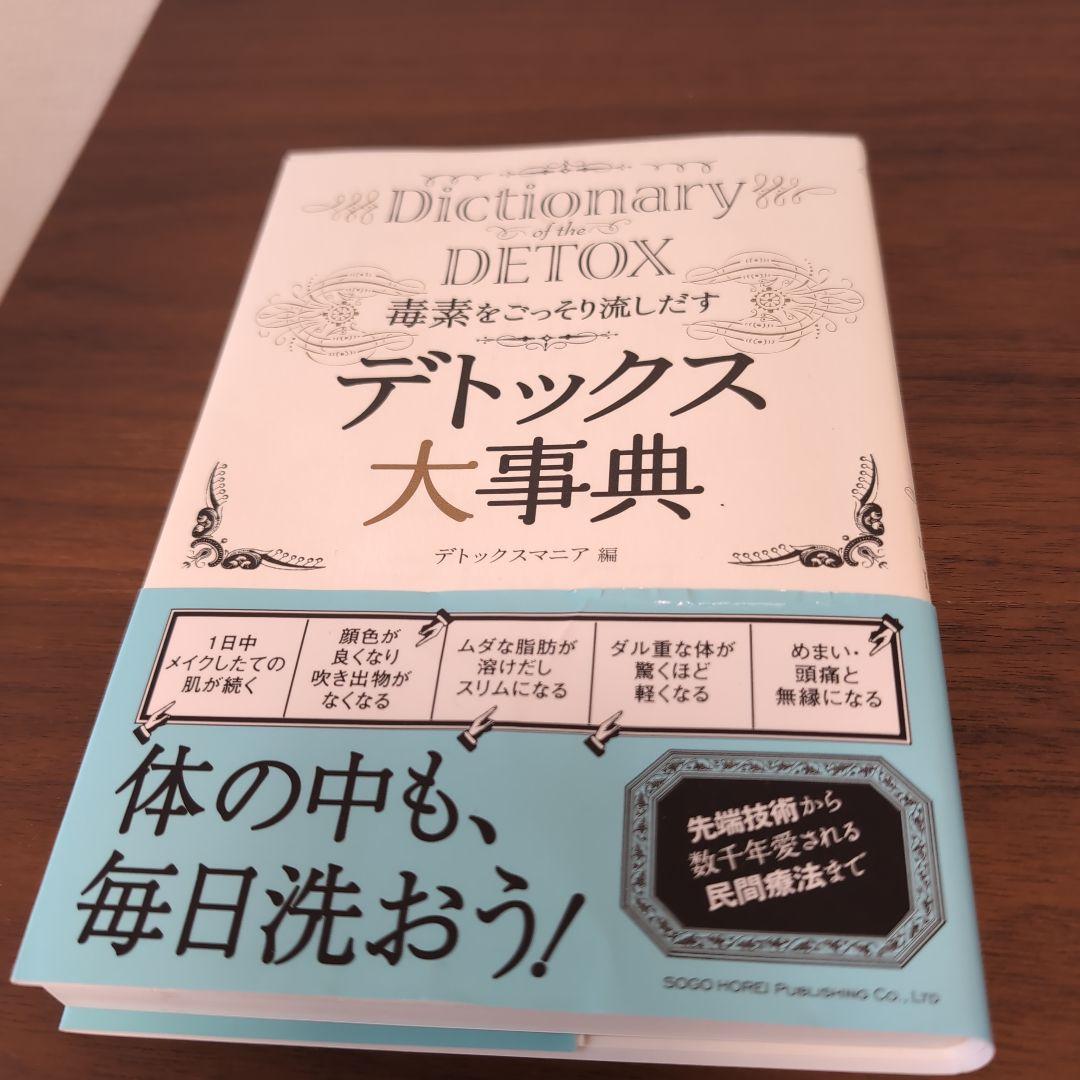 Dictionary
of the
DETOX
毒素をごっそり流しだす
デトックス
大事典
デトックスマニア 編
1日中
メイクしたての
肌が続く
顔色が
良くなり
吹き出物が
なくなる
ムダな脂肪が
溶けだし
スリムになる
ダル重な体が
驚くほど
軽くなる
めまい・
頭痛と
無縁になる
体の中も、
毎日洗おう!
先端技術から
数千年愛される
民間療法まで
SOGO HOREI PUBLISHING CO., LTD